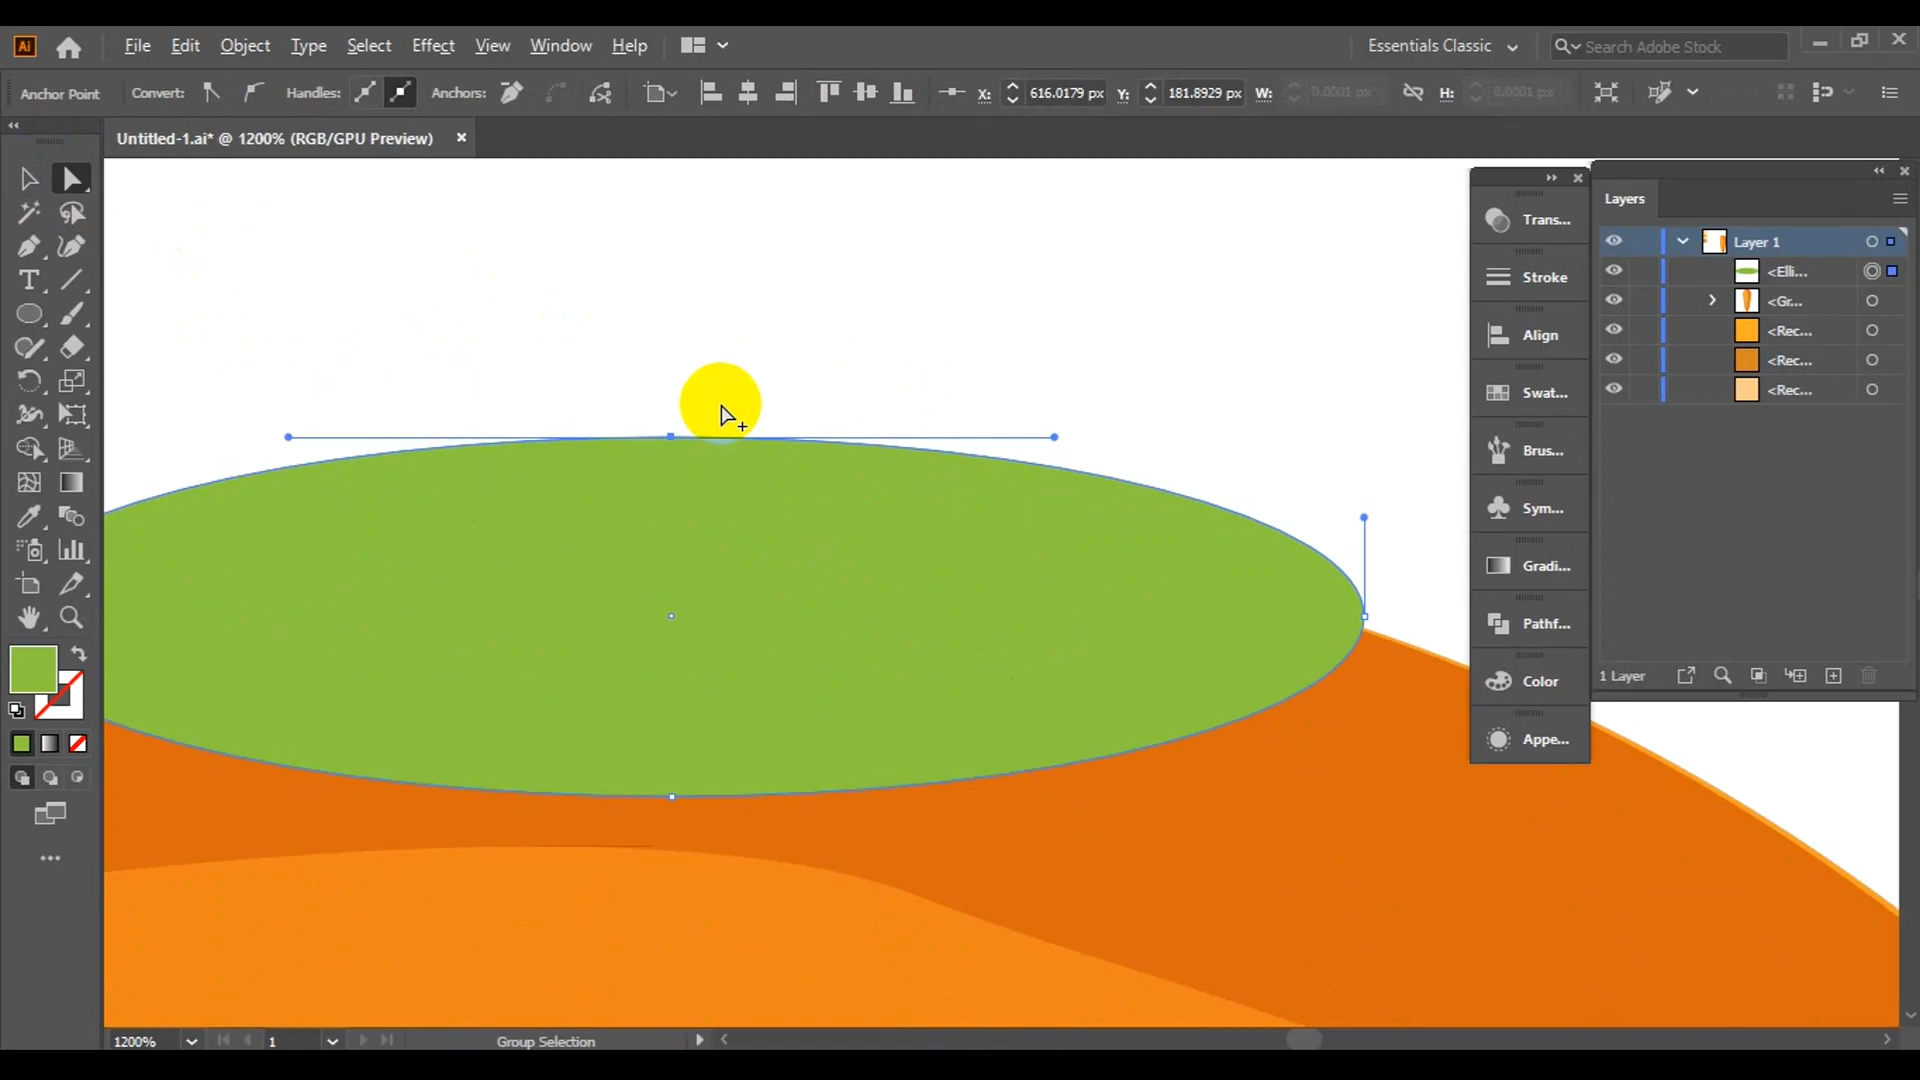 Ai File Edit Object Type Select Effect View Window Help Essentials Classic Search Adobe Stock
Anchor Point Convert: Handles: Anchors: X: 616.0179 px Y: 181.8929 px W: 0.0001 px H: 0.0001 px
Untitled-1.ai* @ 1200% (RGB/GPU Preview)
Trans...
Stroke
Align
Swat...
Brus...
Sym...
Gradi...
Pathf...
Color
Appe...
Layers
Layer 1
<Elli...
<Gr...
<Rec...
<Rec...
<Rec...
1 Layer
1200% 1 Group Selection